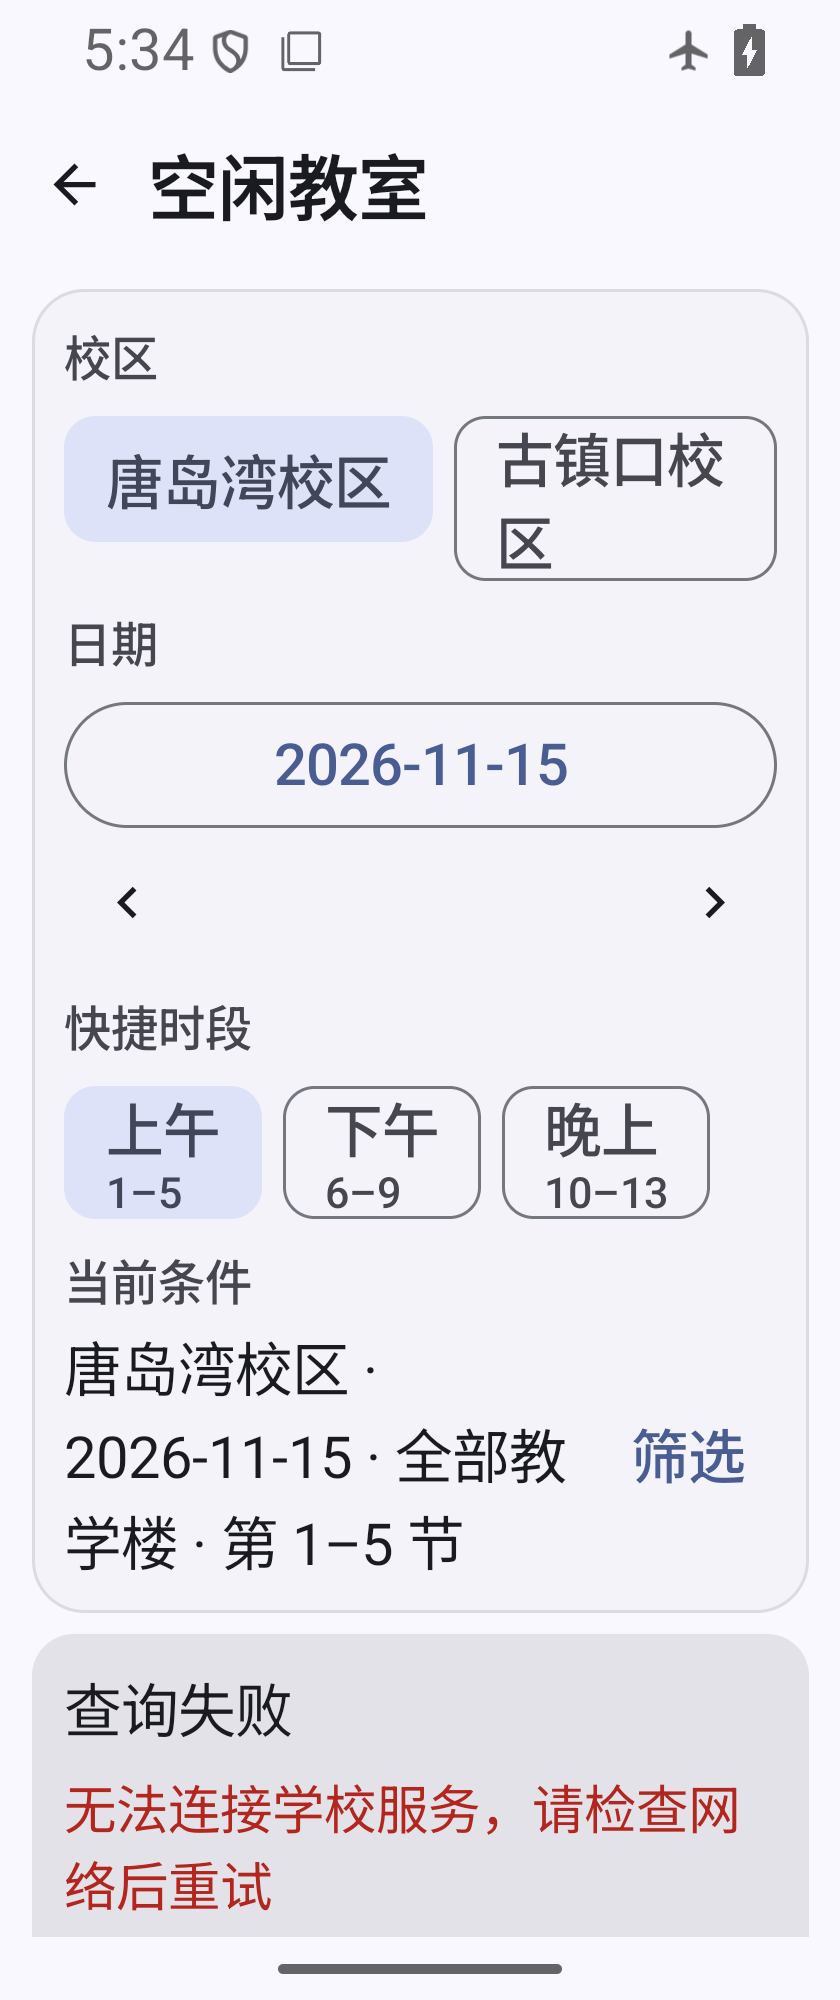 5:34
空闲教室
校区
唐岛湾校区
古镇口校
区
日期
2026-11-15
快捷时段
上午
1–5
下午
6–9
晚上
10–13
当前条件
唐岛湾校区 ·
2026-11-15 · 全部教
学楼 · 第 1–5 节
筛选
查询失败
无法连接学校服务，请检查网
络后重试